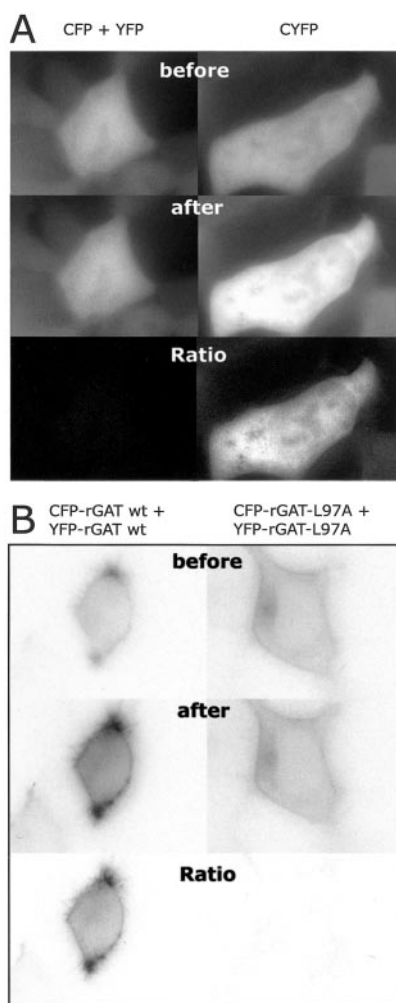 A
CFP + YFP
CYFP
before
after
Ratio
B
CFP-rGAT wt +
YFP-rGAT wt
CFP-rGAT-L97A +
YFP-rGAT-L97A
before
after
Ratio